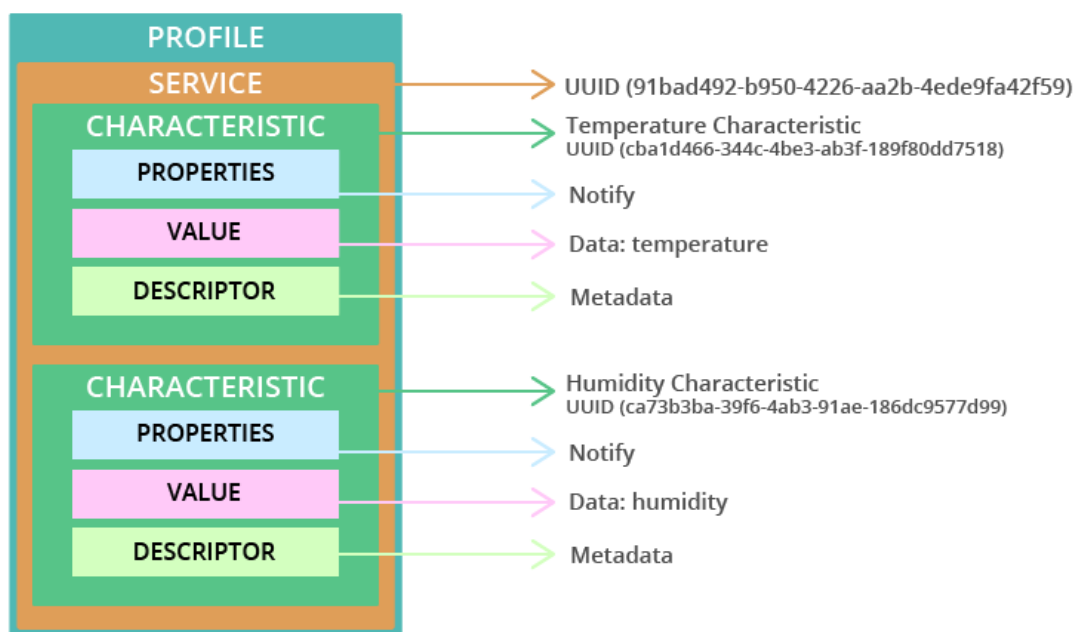 PROFILE
SERVICE
UUID (91bad492-b950-4226-aa2b-4ede9fa42f59)
CHARACTERISTIC
Temperature Characteristic
UUID (cba1d466-344c-4be3-ab3f-189f80dd7518)
PROPERTIES
Notify
VALUE
Data: temperature
DESCRIPTOR
Metadata
CHARACTERISTIC
Humidity Characteristic
UUID (ca73b3ba-39f6-4ab3-91ae-186dc9577d99)
PROPERTIES
Notify
VALUE
Data: humidity
DESCRIPTOR
Metadata